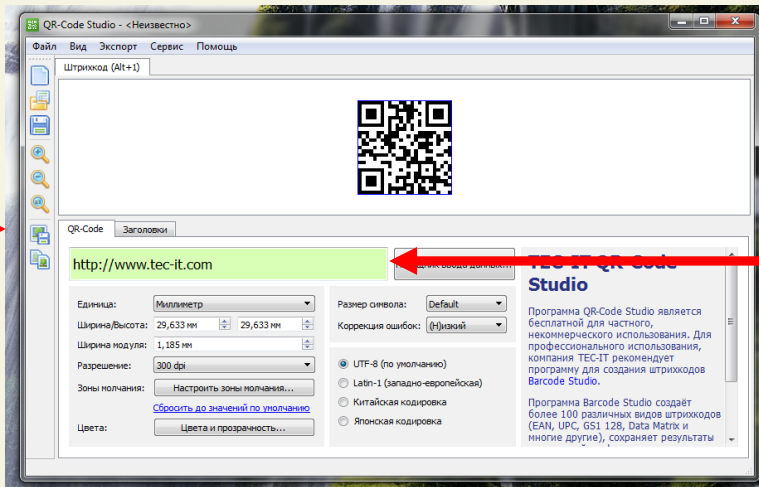 QR-Code Studio - <Неизвестно>
Файл Вид Экспорт Сервис Помощь
Штрихкод (Alt+1)
QR-Code Заголовки
http://www.tec-it.com
Единица: Миллиметр
Ширина/Высота: 29,633 мм 29,633 мм
Ширина модуля: 1,185 мм
Разрешение: 300 dpi
Зоны молчания: Настроить зоны молчания...
Сбросить до значений по умолчанию
Цвета: Цвета и прозрачность...
Размер символа: Default
Коррекция ошибок: (Н)изкий
UTF-8 (по умолчанию)
Latin-1 (западно-европейская)
Китайская кодировка
Японская кодировка
TEC-IT QR-Code
Studio
Программа QR-Code Studio является
бесплатной для частного,
некоммерческого использования. Для
профессионального использования,
компания TEC-IT рекомендует
программу для создания штрихкодов
Barcode Studio.
Программа Barcode Studio создаёт
более 100 различных видов штрихкодов
(EAN, UPC, GS1 128, Data Matrix и
многие другие), сохраняет результаты